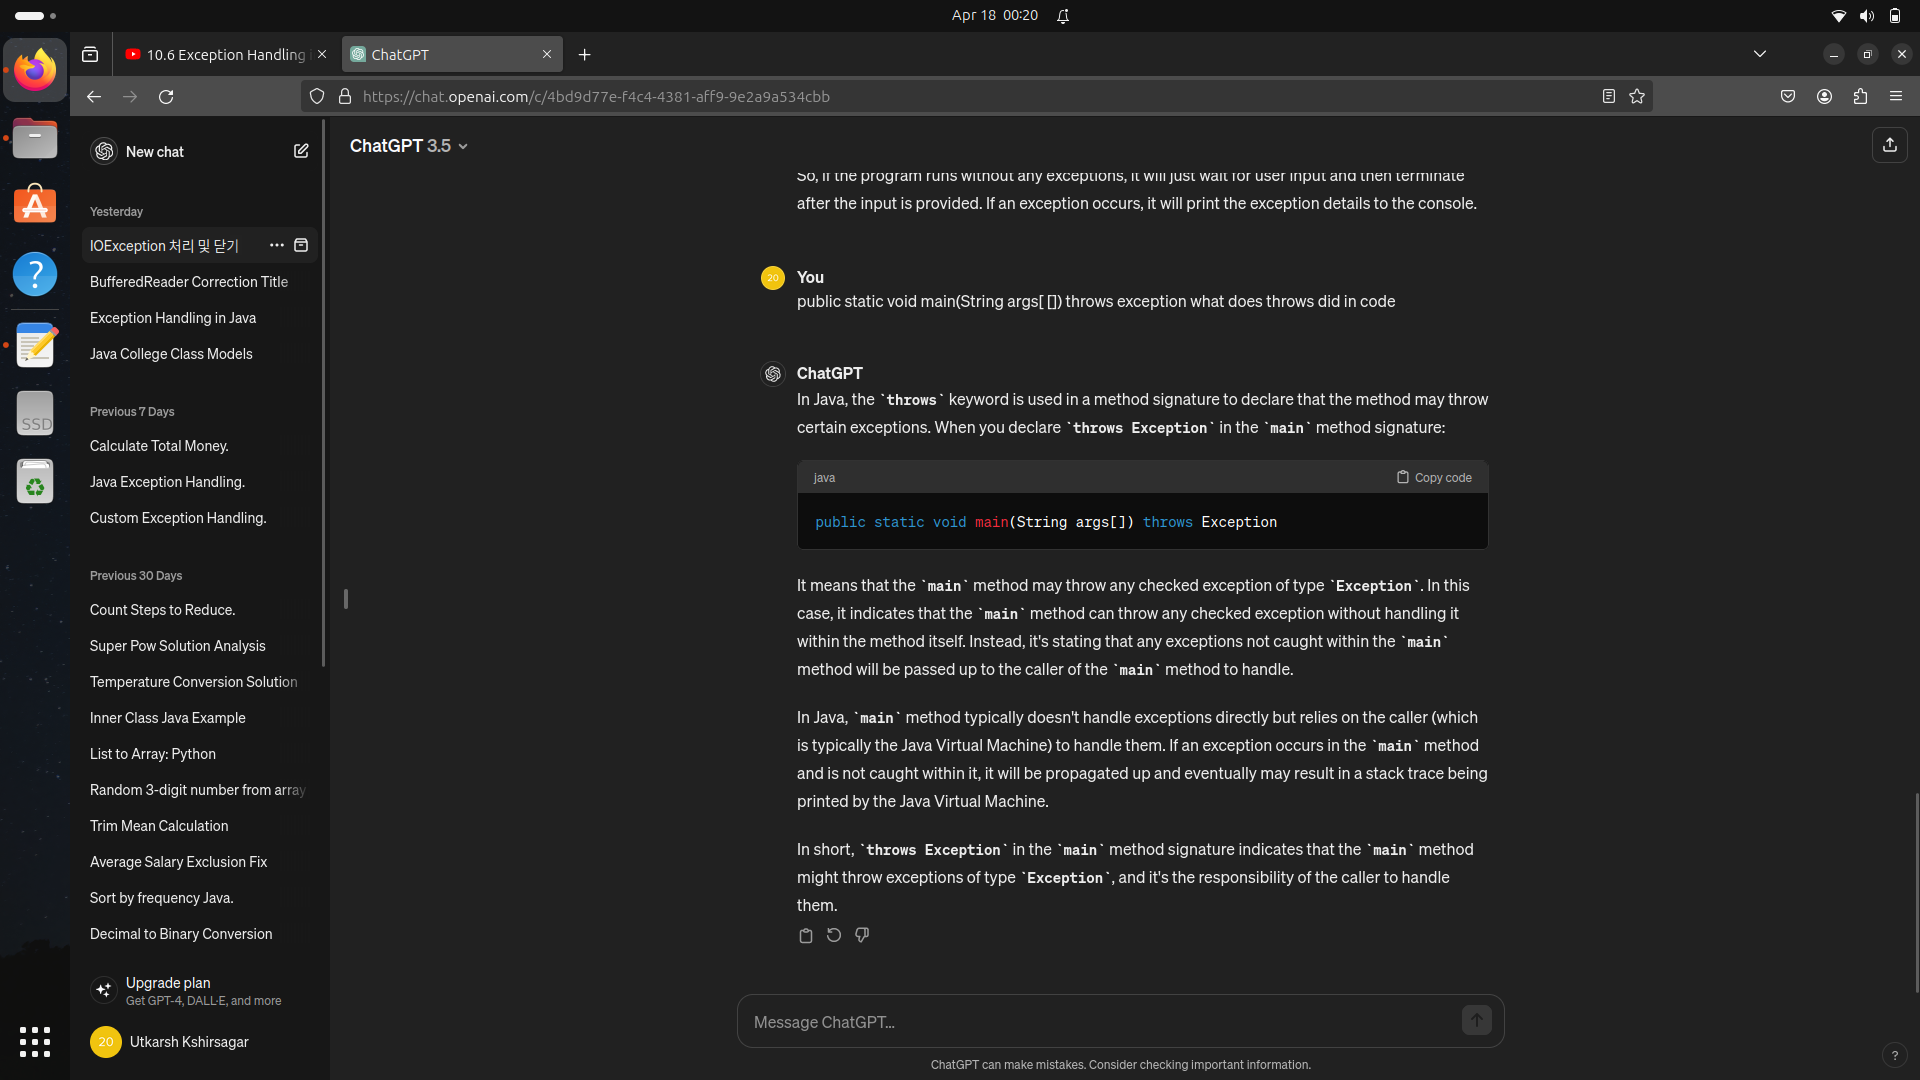 Apr 18 00:20
10.6 Exception Handling i
ChatGPT
https://chat.openai.com/c/4bd9d77e-f4c4-4381-aff9-9e2a9a534cbb
SSD
New chat
Yesterday
IOException 처리 및 닫기
BufferedReader Correction Title
Exception Handling in Java
Java College Class Models
Previous 7 Days
Calculate Total Money.
Java Exception Handling.
Custom Exception Handling.
Previous 30 Days
Count Steps to Reduce.
Super Pow Solution Analysis
Temperature Conversion Solution
Inner Class Java Example
List to Array: Python
Random 3-digit number from array
Trim Mean Calculation
Average Salary Exclusion Fix
Sort by frequency Java.
Decimal to Binary Conversion
Upgrade plan
Get GPT-4, DALL·E, and more
20
Utkarsh Kshirsagar
ChatGPT 3.5
So, if the program runs without any exceptions, it will just wait for user input and then terminate
after the input is provided. If an exception occurs, it will print the exception details to the console.
20
You
public static void main(String args[ []) throws exception what does throws did in code
ChatGPT
In Java, the `throws` keyword is used in a method signature to declare that the method may throw
certain exceptions. When you declare `throws Exception` in the `main` method signature:
java
Copy code
public static void main(String args[]) throws Exception
It means that the `main` method may throw any checked exception of type `Exception`. In this
case, it indicates that the `main` method can throw any checked exception without handling it
within the method itself. Instead, it's stating that any exceptions not caught within the `main`
method will be passed up to the caller of the `main` method to handle.
In Java, `main` method typically doesn't handle exceptions directly but relies on the caller (which
is typically the Java Virtual Machine) to handle them. If an exception occurs in the `main` method
and is not caught within it, it will be propagated up and eventually may result in a stack trace being
printed by the Java Virtual Machine.
In short, `throws Exception` in the `main` method signature indicates that the `main` method
might throw exceptions of type `Exception`, and it's the responsibility of the caller to handle
them.
Message ChatGPT...
ChatGPT can make mistakes. Consider checking important information.
?